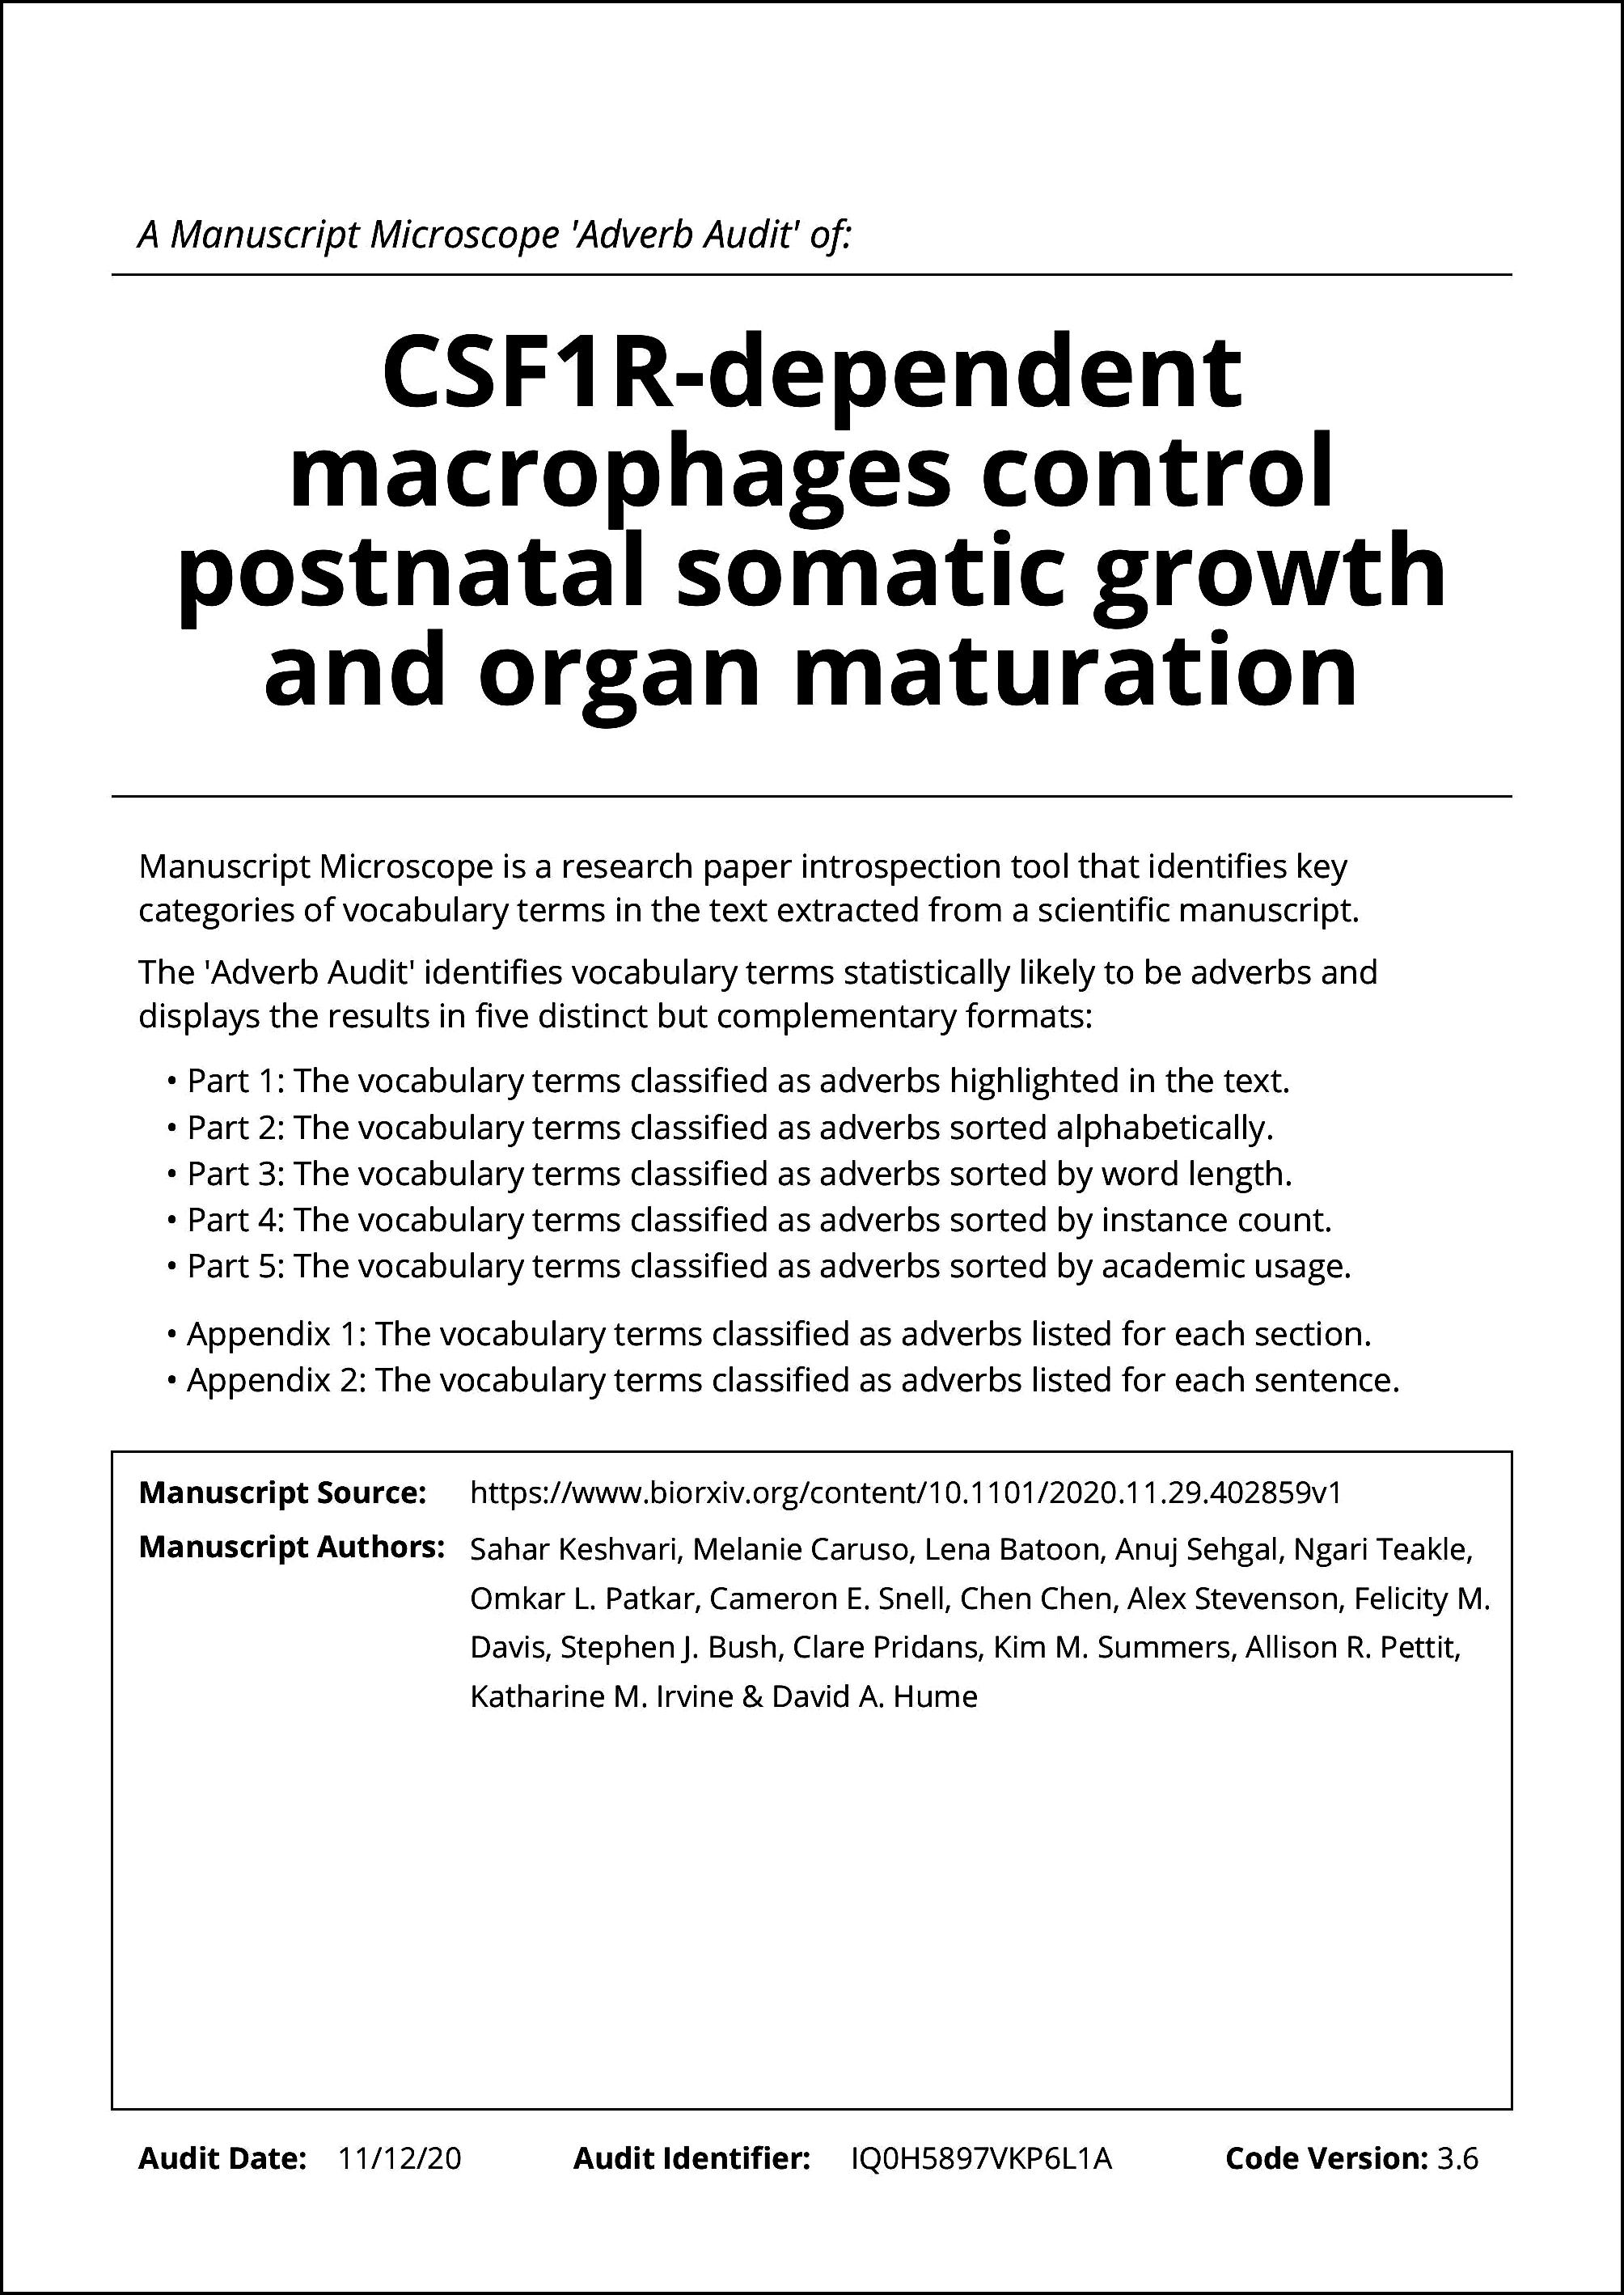 A Manuscript Microscope 'Adverb Audit' of:
CSF1R-dependent
macrophages control
postnatal somatic growth
and organ maturation
Manuscript Microscope is a research paper introspection tool that identifies key
categories of vocabulary terms in the text extracted from a scientific manuscript.
The 'Adverb Audit' identifies vocabulary terms statistically likely to be adverbs and
displays the results in five distinct but complementary formats:
• Part 1: The vocabulary terms classified as adverbs highlighted in the text.
• Part 2: The vocabulary terms classified as adverbs sorted alphabetically.
• Part 3: The vocabulary terms classified as adverbs sorted by word length.
• Part 4: The vocabulary terms classified as adverbs sorted by instance count.
• Part 5: The vocabulary terms classified as adverbs sorted by academic usage.
• Appendix 1: The vocabulary terms classified as adverbs listed for each section.
• Appendix 2: The vocabulary terms classified as adverbs listed for each sentence.
Manuscript Source: https://www.biorxiv.org/content/10.1101/2020.11.29.402859v1
Manuscript Authors: Sahar Keshvari, Melanie Caruso, Lena Batoon, Anuj Sehgal, Ngari Teakle,
Omkar L. Patkar, Cameron E. Snell, Chen Chen, Alex Stevenson, Felicity M.
Davis, Stephen J. Bush, Clare Pridans, Kim M. Summers, Allison R. Pettit,
Katharine M. Irvine & David A. Hume
Audit Date: 11/12/20 Audit Identifier: IQ0H5897VKP6L1A Code Version: 3.6